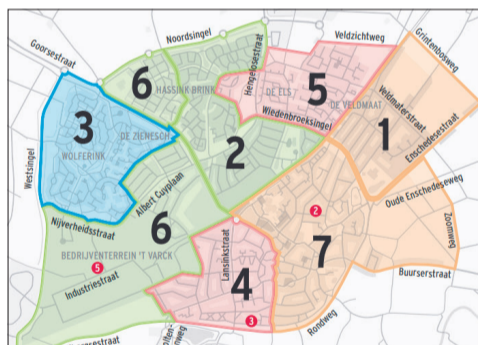 Noordsingel
Goorsestraat
Veldzichtweg
Grintenbosweg
Hengelosestraat
HASSINK BRINK
6
5
DE ELS
DE VELDMAAT
Veldmaterstraat
3
DE ZIENESCH
Wiedenbroeksingel
1
Enschedesestraat
WOLFERINK
2
Westsingel
Albert Cuyplaan
Oude Enschedeseweg
Nijverheidsstraat
6
2
Zoomweg
BEDRIJVENTERREIN 'T VARCK
7
5
Lansinkstraat
Buurserstraat
Industriestraat
4
3
Rondweg